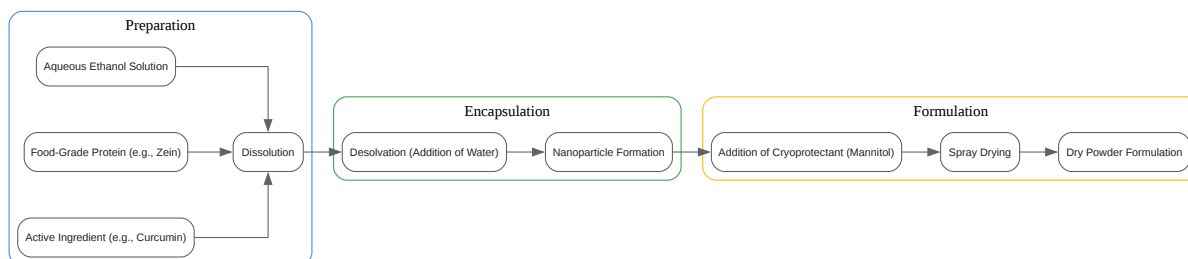 Preparation
Aqueous Ethanol Solution
Food-Grade Protein (e.g., Zein)
Dissolution
Active Ingredient (e.g., Curcumin)
Encapsulation
Desolvation (Addition of Water)
Nanoparticle Formation
Formulation
Addition of Cryoprotectant (Mannitol)
Spray Drying
Dry Powder Formulation